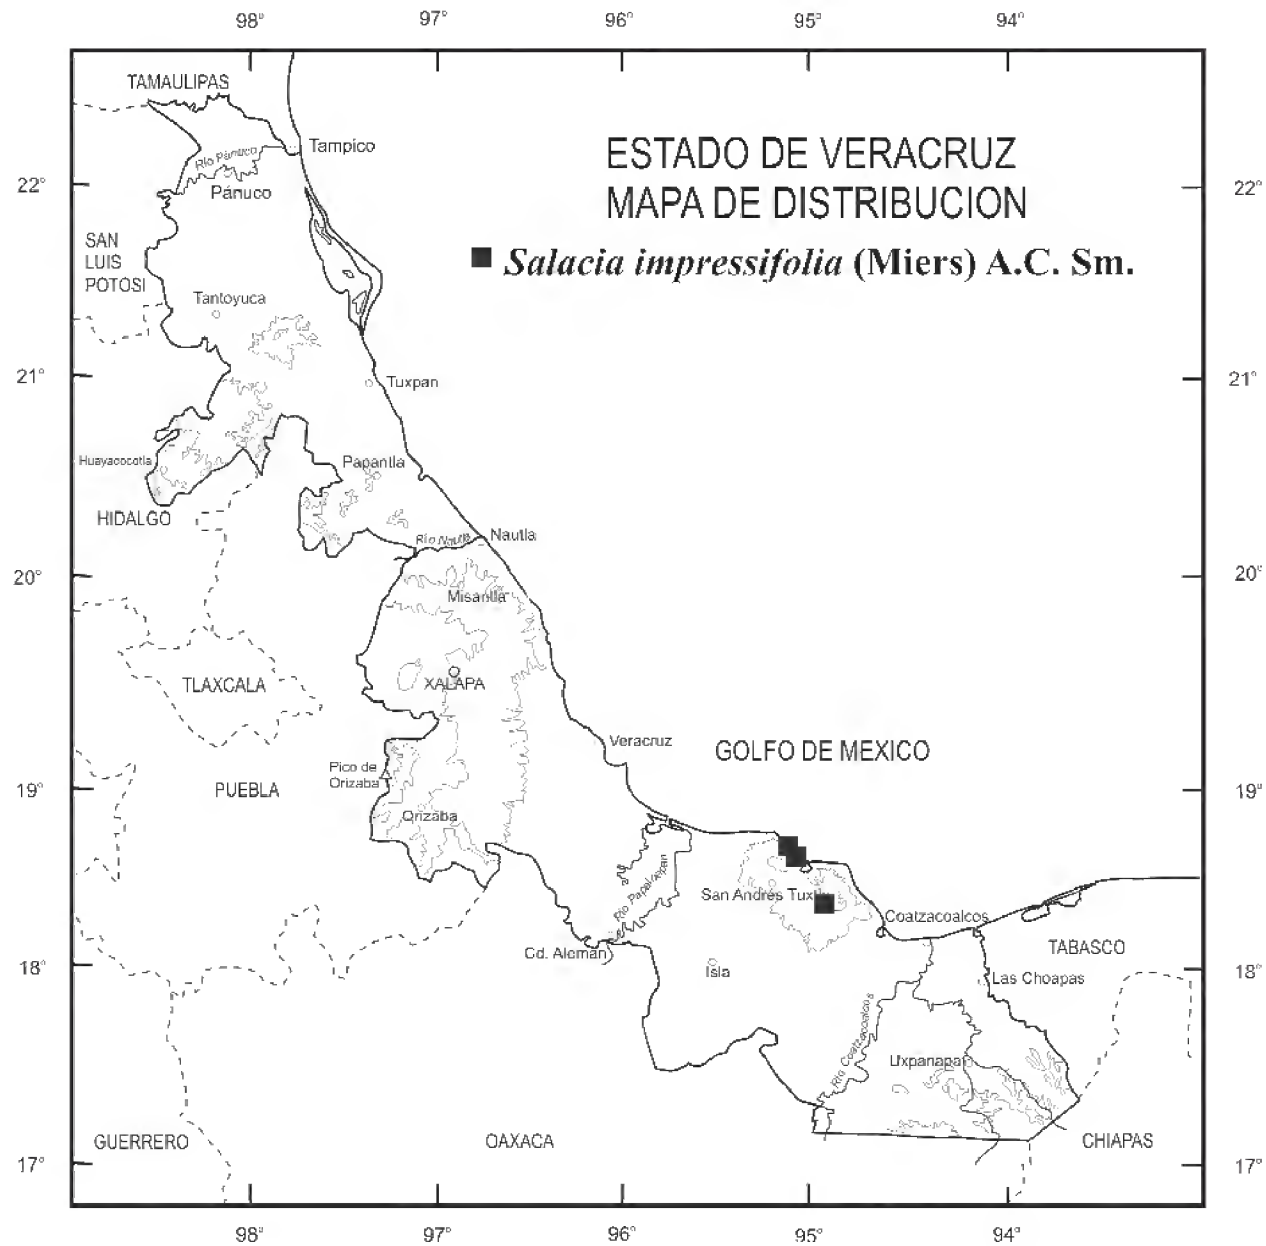 98° 97° 96° 95° 94°
TAMAULIPAS
Tampico
Río Pánuco
Pánuco
ESTADO DE VERACRUZ
MAPA DE DISTRIBUCION
Salacia impressifolia (Miers) A.C. Sm.
22° 22°
SAN
LUIS
POTOSI
Tantoyuca
21° 21°
Tuxpan
Huayacocotla
Papantla
HIDALGO
Río Nautla
Nautla
20° 20°
Misantla
TLAXCALA
XALAPA
Veracruz
GOLFO DE MEXICO
Pico de
Orizaba
PUEBLA
19° 19°
Orizaba
Río Papaloapan
San Andrés Tuxtla
Coatzacoalcos
Cd. Alemán
TABASCO
18° 18°
Isla
Las Choapas
Río Coatzacoalcos
Uxpanapa
GUERRERO
OAXACA
CHIAPAS
17° 17°
98° 97° 96° 95° 94°